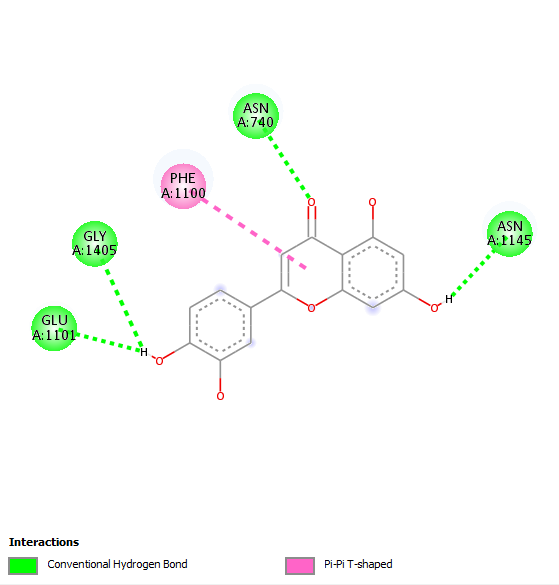 ASN
A:740
PHE
A:1100
O
O
GLY
A:1405
ASN
A:1145
H
O
O
GLU
A:1101
H
O
O
Interactions
Conventional Hydrogen Bond
Pi-Pi T-shaped